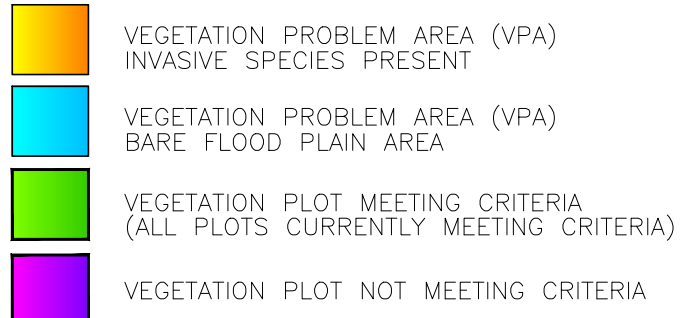 VEGETATION PROBLEM AREA (VPA)
INVASIVE SPECIES PRESENT
VEGETATION PROBLEM AREA (VPA)
BARE FLOOD PLAIN AREA
VEGETATION PLOT MEETING CRITERIA
(ALL PLOTS CURRENTLY MEETING CRITERIA)
VEGETATION PLOT NOT MEETING CRITERIA